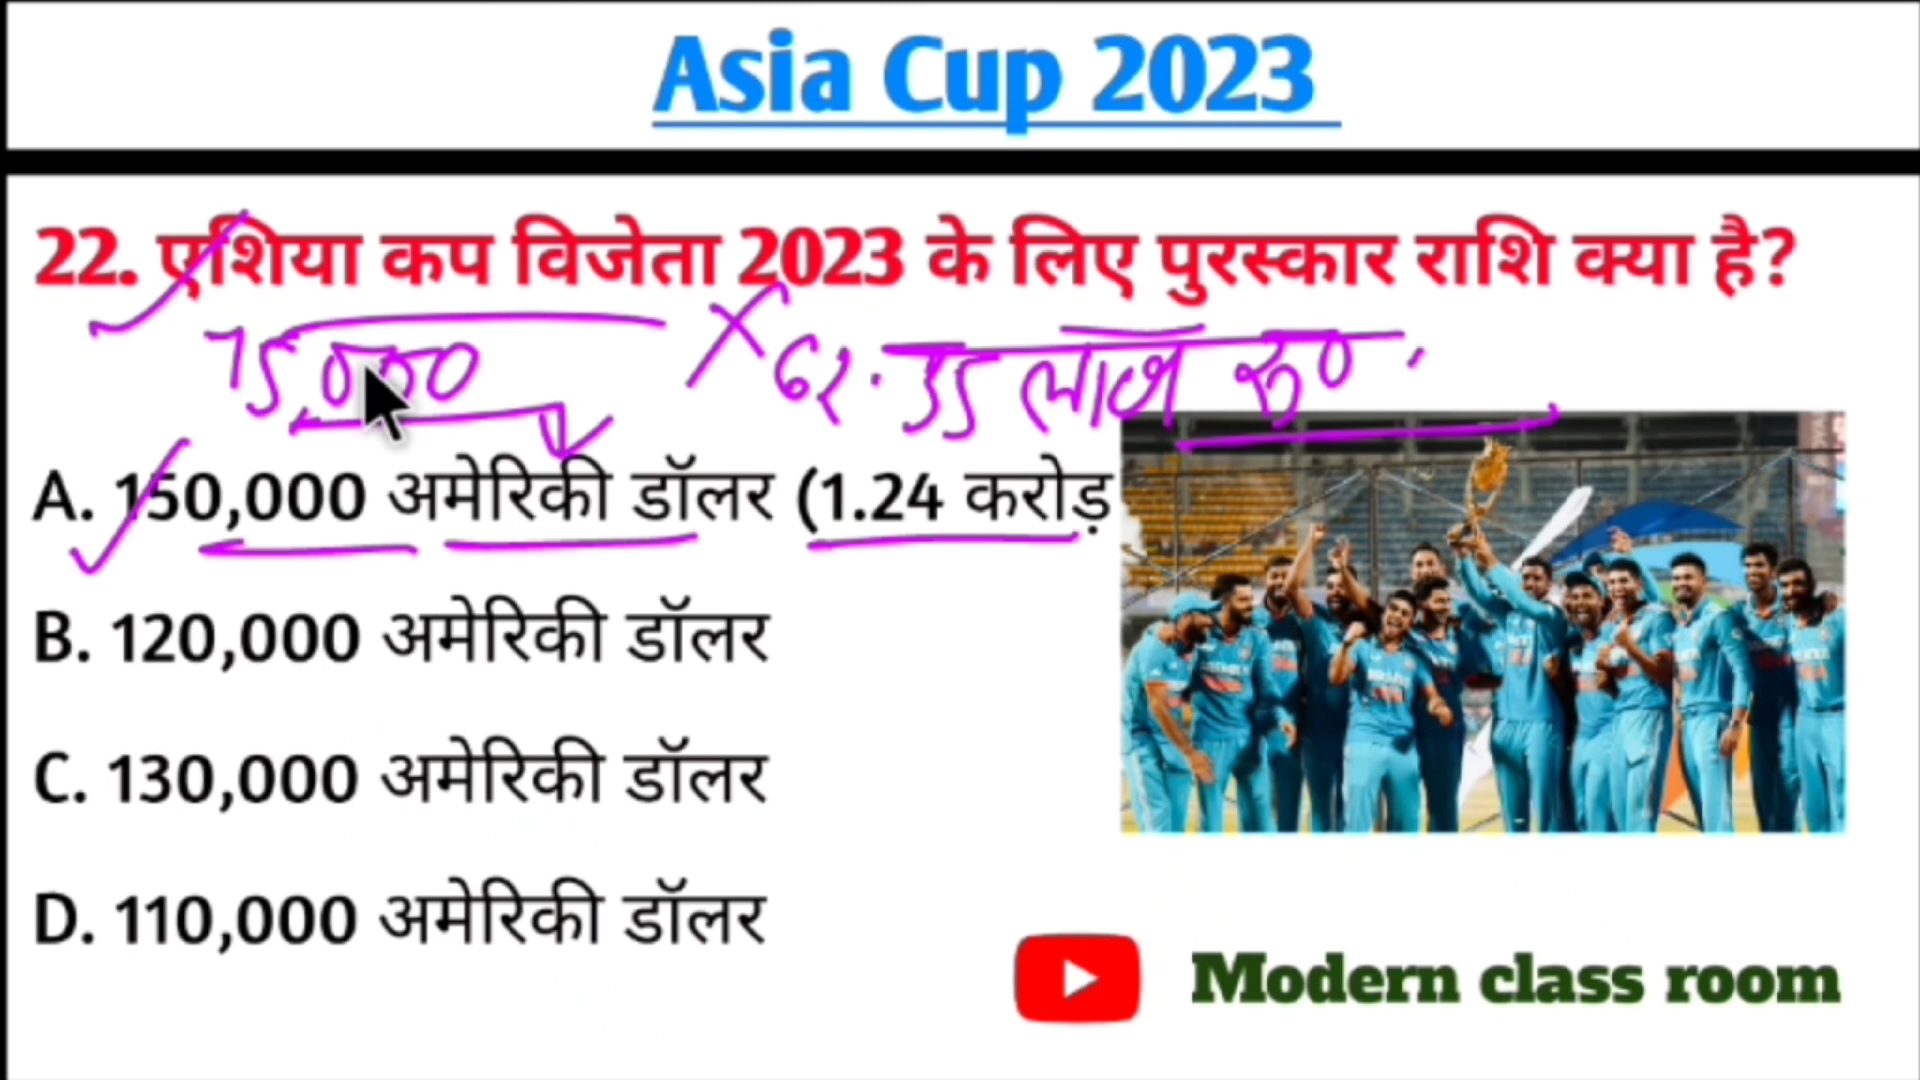 Asia Cup 2023
22. एशिया कप विजेता 2023 के लिए पुरस्कार राशि क्या है?
75,000 62.35 लाख रु०.
A. 150,000 अमेरिकी डॉलर (1.24 करोड़
B. 120,000 अमेरिकी डॉलर
C. 130,000 अमेरिकी डॉलर
D. 110,000 अमेरिकी डॉलर
Modern class room